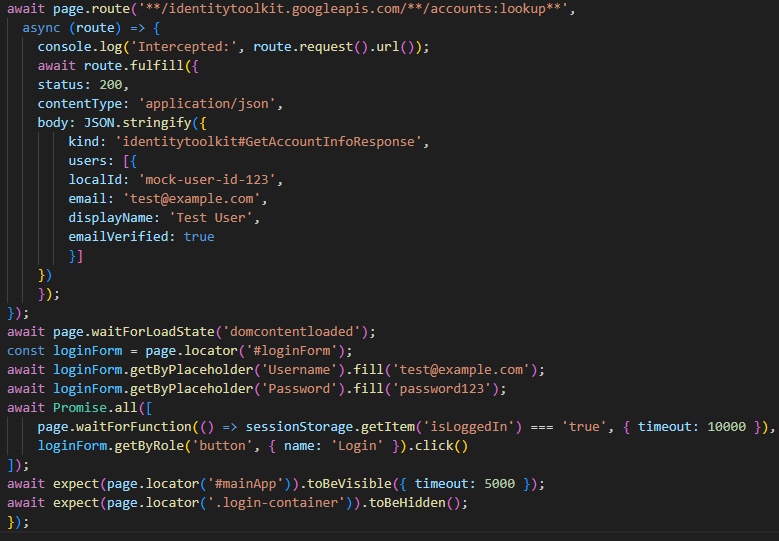 await page.route('**/identitytoolkit.googleapis.com/**/accounts:lookup**',
  async (route) => {
    console.log('Intercepted:', route.request().url());
    await route.fulfill({
    status: 200,
    contentType: 'application/json',
    body: JSON.stringify({
        kind: 'identitytoolkit#GetAccountInfoResponse',
        users: [{
        localId: 'mock-user-id-123',
        email: 'test@example.com',
        displayName: 'Test User',
        emailVerified: true
        }]
    })
    });
});
await page.waitForLoadState('domcontentloaded');
const loginForm = page.locator('#loginForm');
await loginForm.getByPlaceholder('Username').fill('test@example.com');
await loginForm.getByPlaceholder('Password').fill('password123');
await Promise.all([
    page.waitForFunction(() => sessionStorage.getItem('isLoggedIn') === 'true', { timeout: 10000 }),
    loginForm.getByRole('button', { name: 'Login' }).click()
]);
await expect(page.locator('#mainApp')).toBeVisible({ timeout: 5000 });
await expect(page.locator('.login-container')).toBeHidden();
});